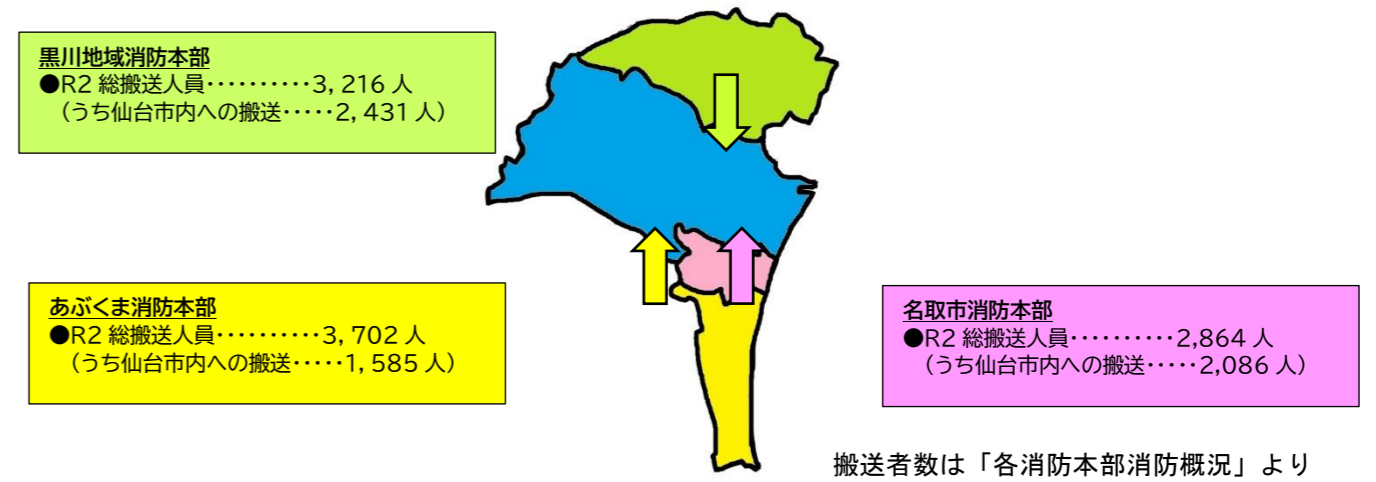 黒川地域消防本部
●R2 総搬送人員・・・・・・・・・・3，216 人
（うち仙台市内への搬送・・・・・2，431 人）
あぶくま消防本部
●R2 総搬送人員・・・・・・・・・・3，702 人
（うち仙台市内への搬送・・・・・1，585 人）
名取市消防本部
●R2 総搬送人員・・・・・・・・・・2,864 人
（うち仙台市内への搬送・・・・・2,086 人）
搬送者数は「各消防本部消防概況」より